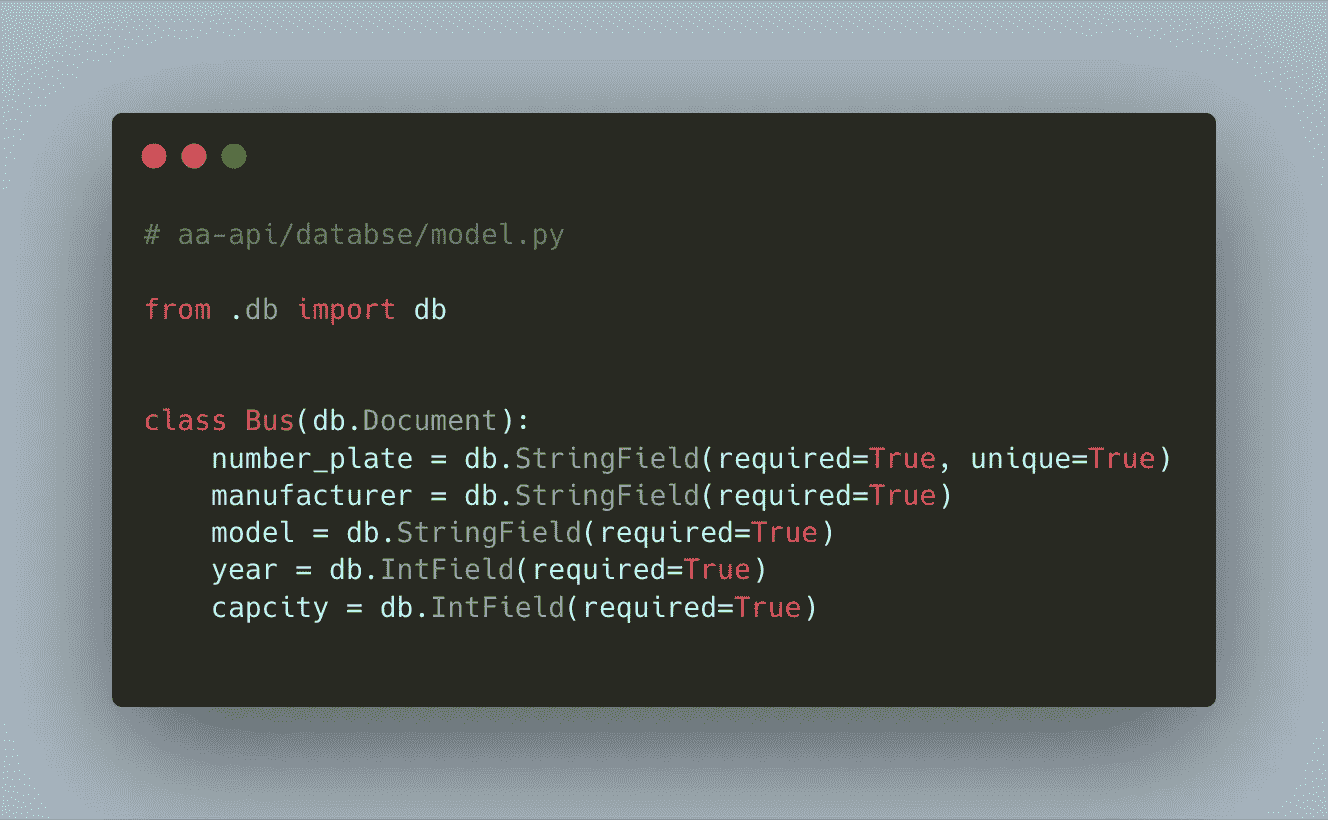 # aa-api/databse/model.py
from .db import db
class Bus(db.Document):
    number_plate = db.StringField(required=True, unique=True)
    manufacturer = db.StringField(required=True)
    model = db.StringField(required=True)
    year = db.IntField(required=True)
    capcity = db.IntField(required=True)